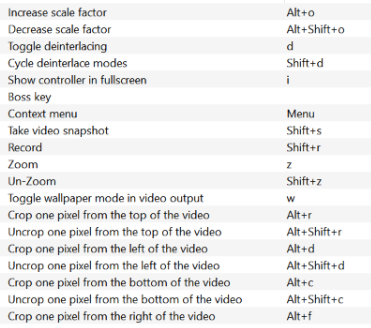 Increase scale factor Alt+o
Decrease scale factor Alt+Shift+o
Toggle deinterlacing d
Cycle deinterlace modes Shift+d
Show controller in fullscreen i
Boss key
Context menu Menu
Take video snapshot Shift+s
Record Shift+r
Zoom z
Un-Zoom Shift+z
Toggle wallpaper mode in video output w
Crop one pixel from the top of the video Alt+r
Uncrop one pixel from the top of the video Alt+Shift+r
Crop one pixel from the left of the video Alt+d
Uncrop one pixel from the left of the video Alt+Shift+d
Crop one pixel from the bottom of the video Alt+c
Uncrop one pixel from the bottom of the video Alt+Shift+c
Crop one pixel from the right of the video Alt+f